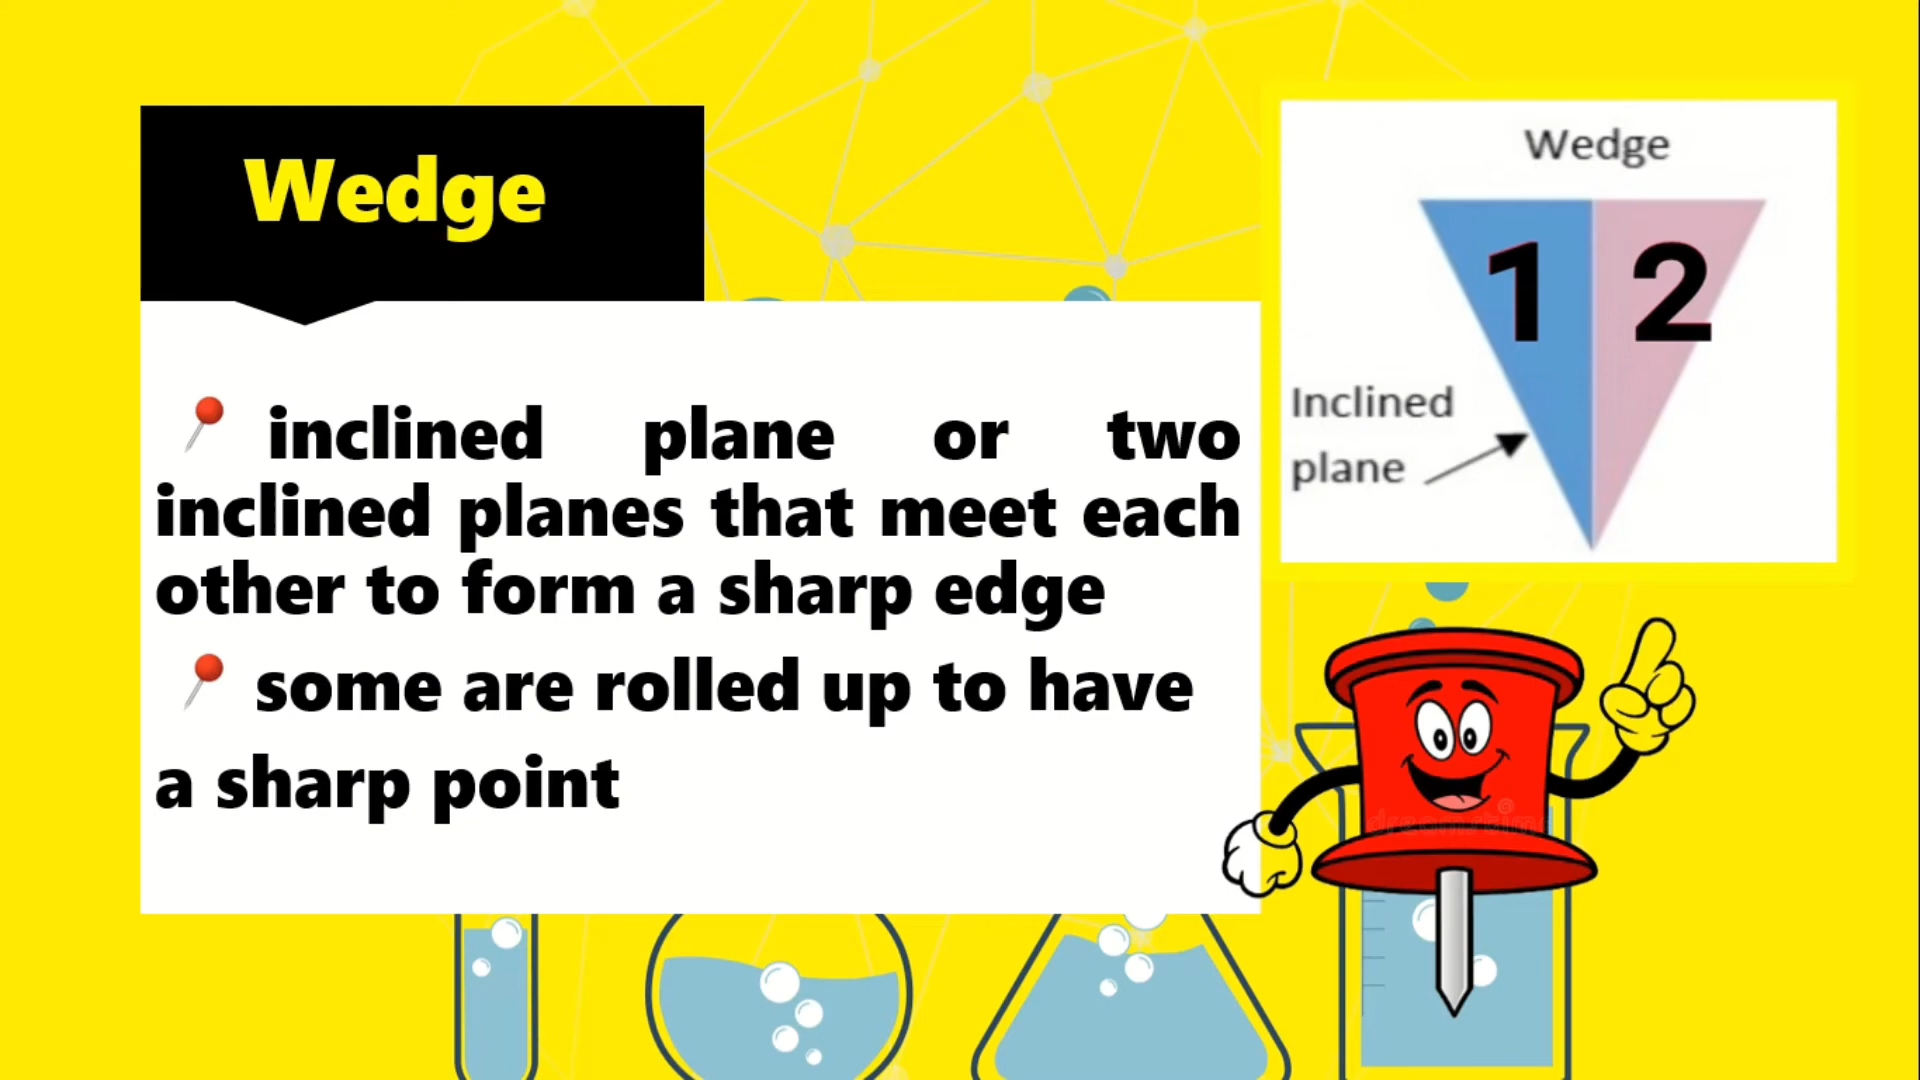 Wedge
📍 inclined plane or two
inclined planes that meet each
other to form a sharp edge
📍 some are rolled up to have
a sharp point
Wedge
1 2
Inclined
plane
dreamstime